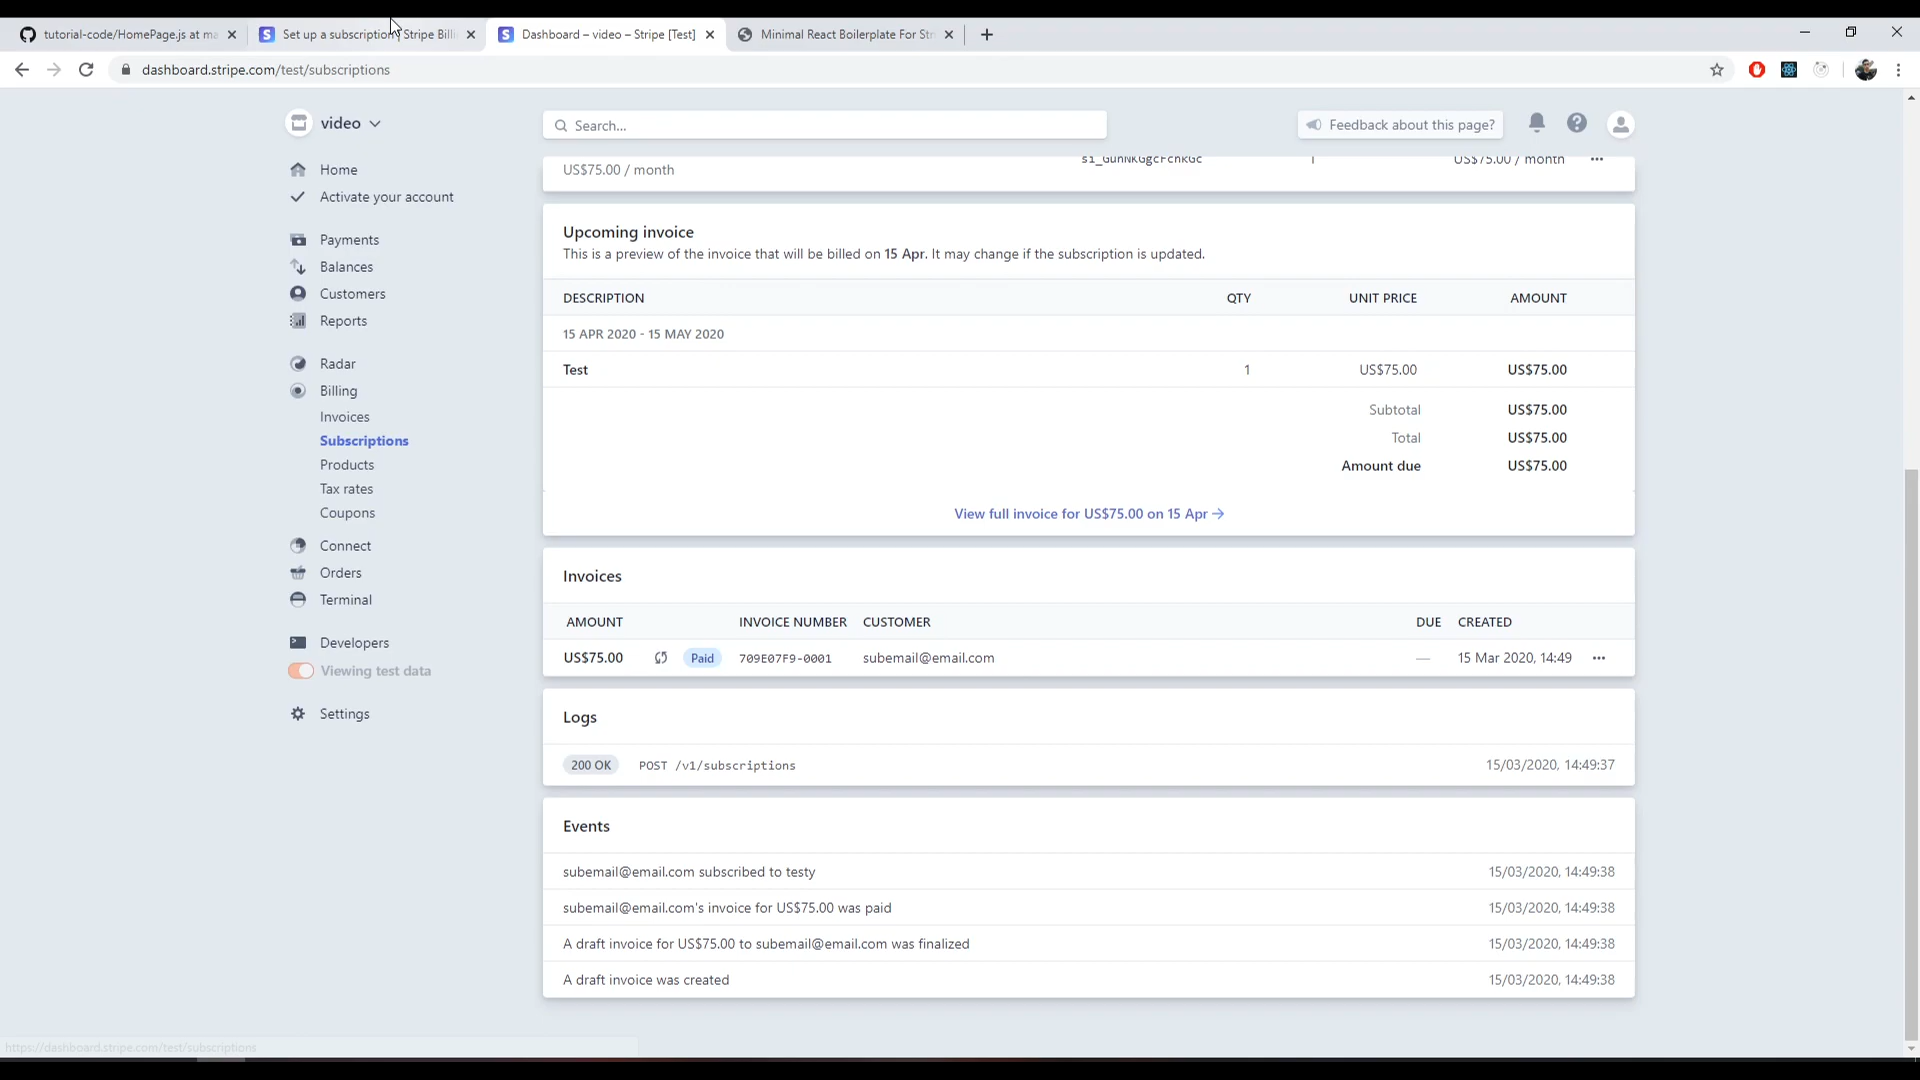 tutorial-code/HomePage.js at ma
Set up a subscription | Stripe Billi
Dashboard – video – Stripe [Test]
Minimal React Boilerplate For Str
dashboard.stripe.com/test/subscriptions
video
Search...
Feedback about this page?
Home
Activate your account
Payments
Balances
Customers
Reports
Radar
Billing
Invoices
Subscriptions
Products
Tax rates
Coupons
Connect
Orders
Terminal
Developers
Viewing test data
Settings
US$75.00 / month
1 US$75.00 / month
Upcoming invoice
This is a preview of the invoice that will be billed on 15 Apr. It may change if the subscription is updated.
DESCRIPTION QTY UNIT PRICE AMOUNT
15 APR 2020 - 15 MAY 2020
Test 1 US$75.00 US$75.00
Subtotal US$75.00
Total US$75.00
Amount due US$75.00
View full invoice for US$75.00 on 15 Apr →
Invoices
AMOUNT INVOICE NUMBER CUSTOMER DUE CREATED
US$75.00 Paid 709E07F9-0001 subemail@email.com — 15 Mar 2020, 14:49
Logs
200 OK POST /v1/subscriptions 15/03/2020, 14:49:37
Events
subemail@email.com subscribed to testy 15/03/2020, 14:49:38
subemail@email.com's invoice for US$75.00 was paid 15/03/2020, 14:49:38
A draft invoice for US$75.00 to subemail@email.com was finalized 15/03/2020, 14:49:38
A draft invoice was created 15/03/2020, 14:49:38
https://dashboard.stripe.com/test/subscriptions